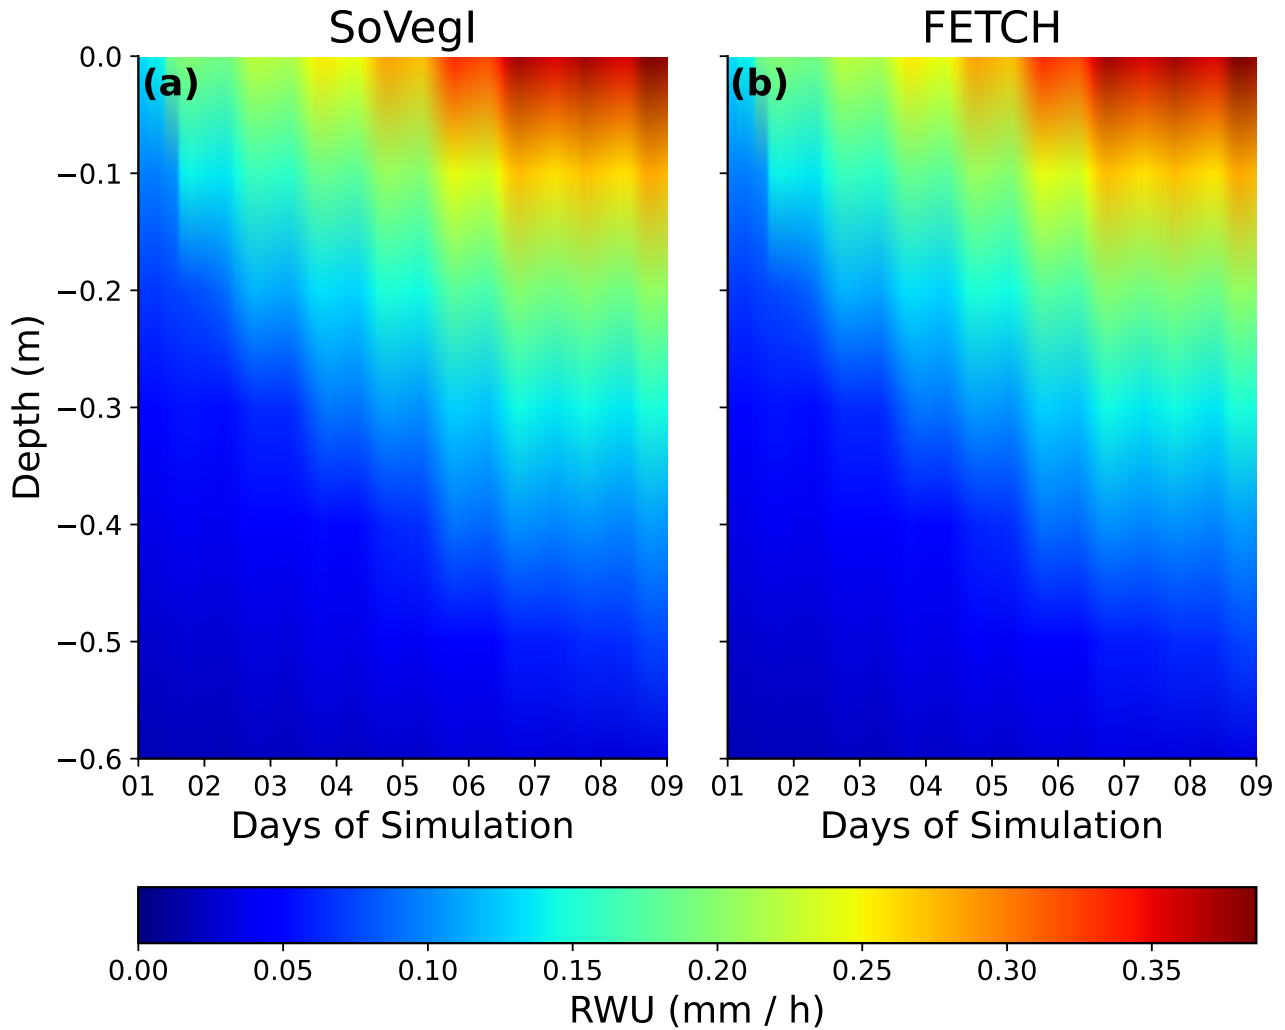 SoVegI FETCH
(a) (b)
0.0
−0.1
−0.2
−0.3
−0.4
−0.5
−0.6
Depth (m)
01 02 03 04 05 06 07 08 09 01 02 03 04 05 06 07 08 09
Days of Simulation Days of Simulation
0.00 0.05 0.10 0.15 0.20 0.25 0.30 0.35
RWU (mm / h)